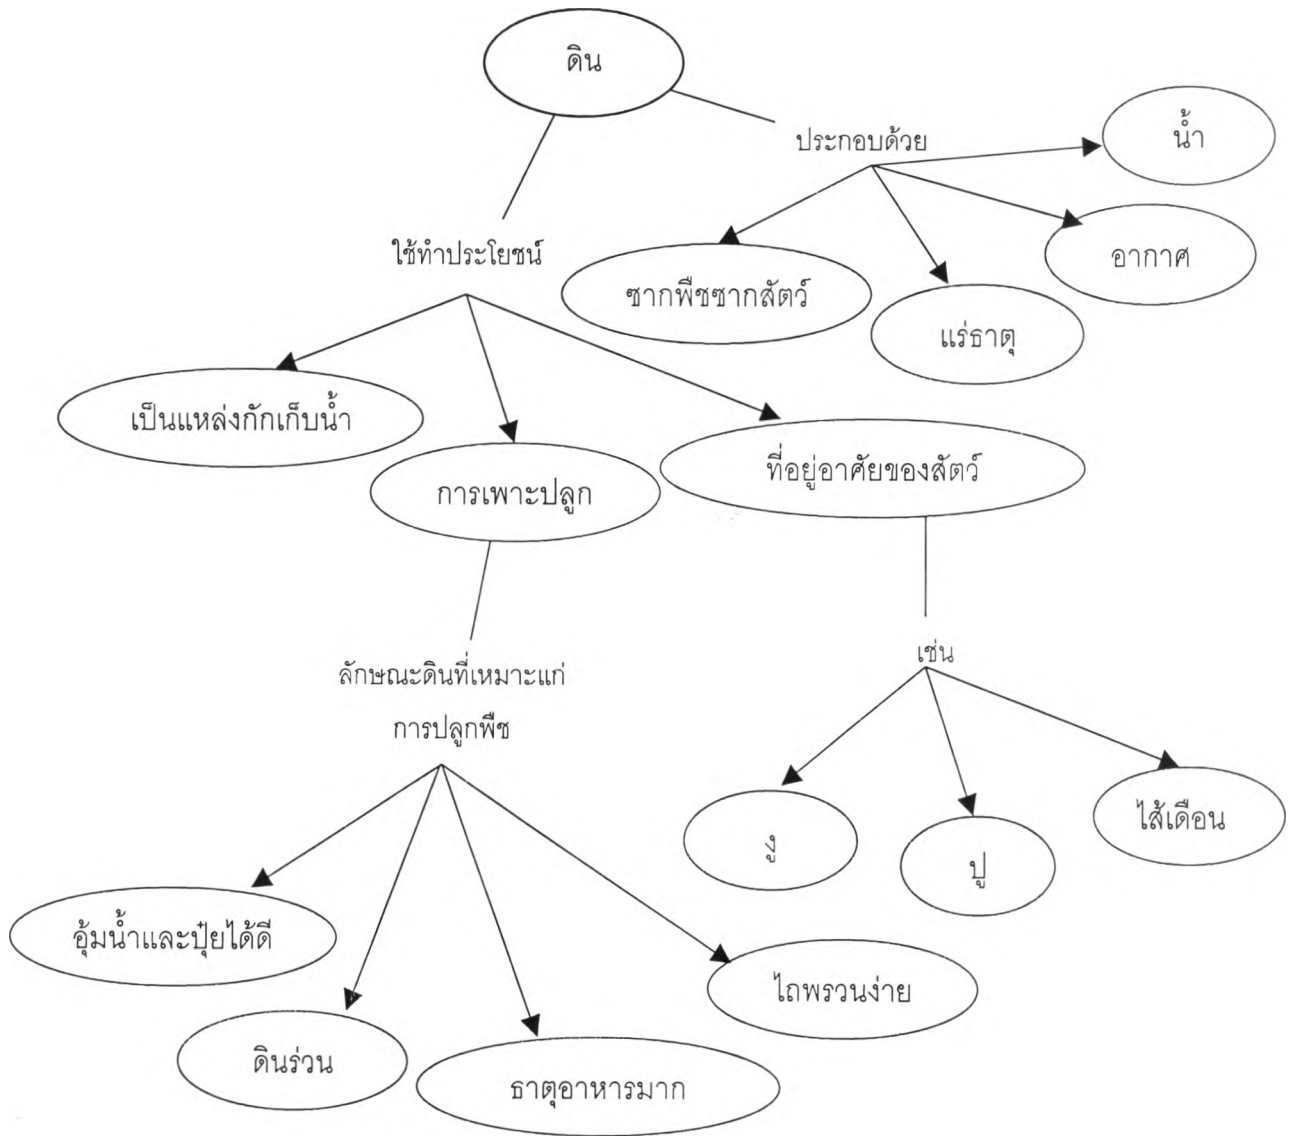 ดิน
ประกอบด้วย
น้ำ
อากาศ
แร่ธาตุ
ซากพืชซากสัตว์
ใช้ทำประโยชน์
เป็นแหล่งกักเก็บน้ำ
การเพาะปลูก
ที่อยู่อาศัยของสัตว์
ลักษณะดินที่เหมาะแก่
การปลูกพืช
เช่น
งู
ปู
ไส้เดือน
อุ้มน้ำและปุ๋ยได้ดี
ดินร่วน
ธาตุอาหารมาก
ไถพรวนง่าย